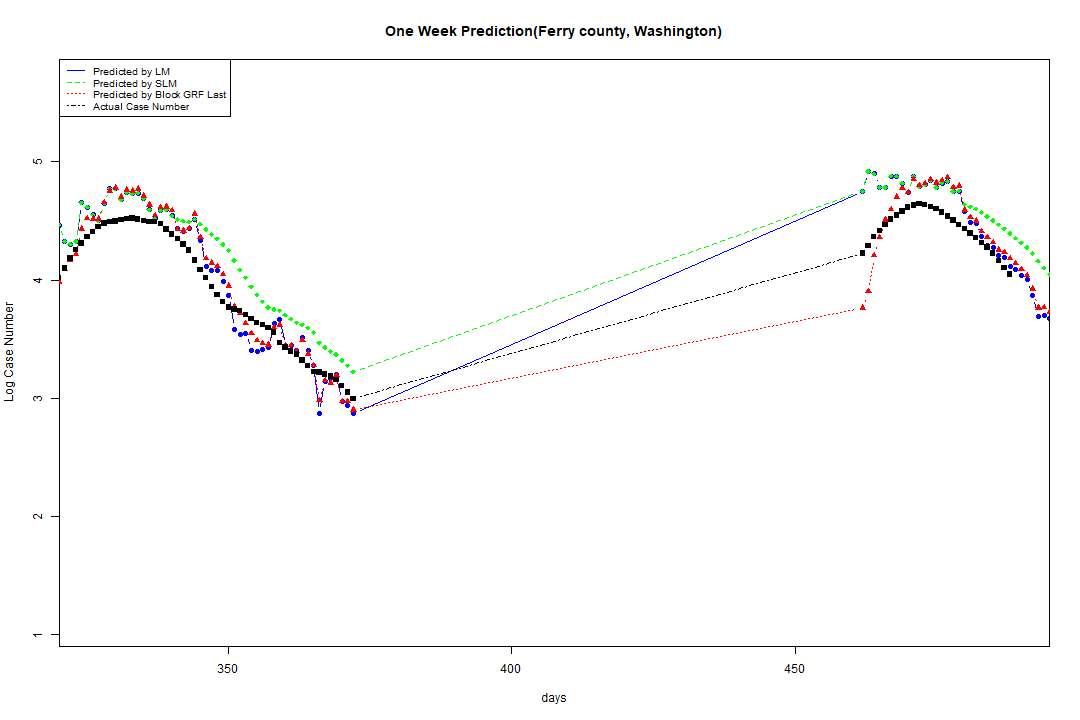 One Week Prediction(Ferry county, Washington)
Predicted by LM
Predicted by SLM
Predicted by Block GRF Last
Actual Case Number
5
4
3
2
1
Log Case Number
350
400
450
days